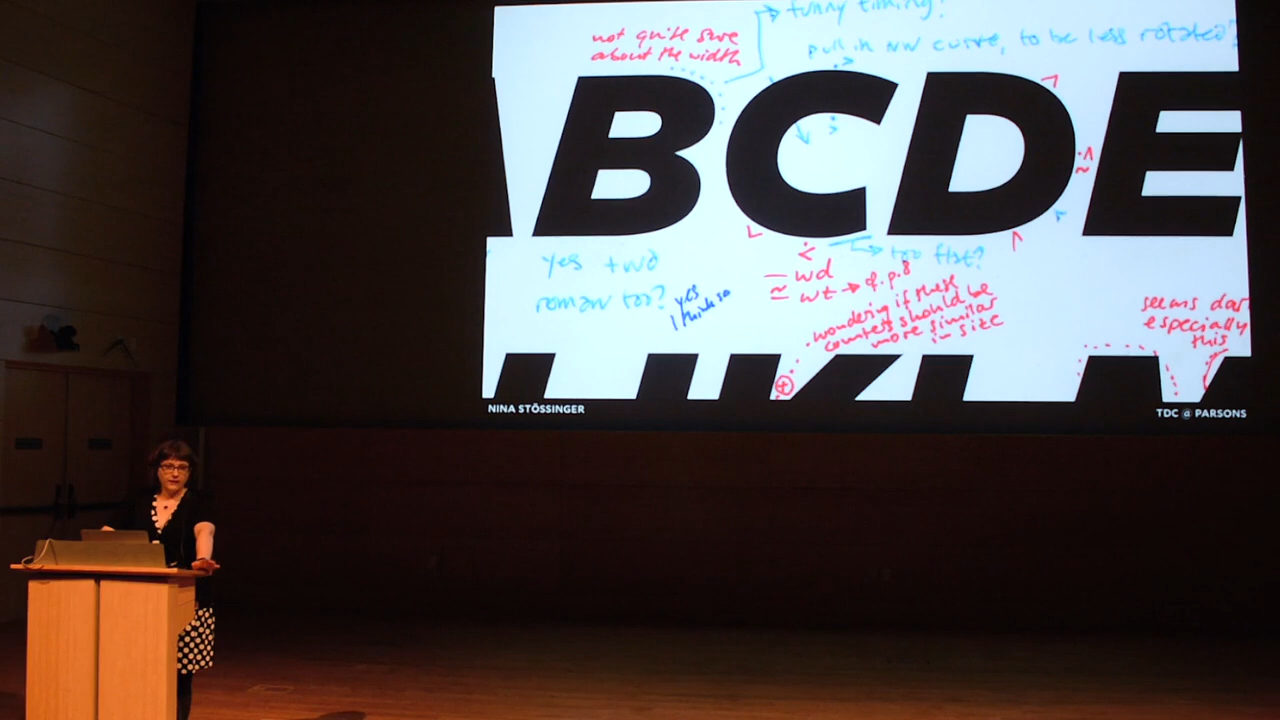 funny timing?
not quite sure
about the width
pull in NW curve, to be less rotated?
BCDE
yes two
roman too?
yes
I think so
too flat?
= wd
≅ wt → cf. p. 8
wondering if these
counters should be
more similar
in size
seems dar
especially
this
NINA STÖSSINGER
TDC @ PARSONS